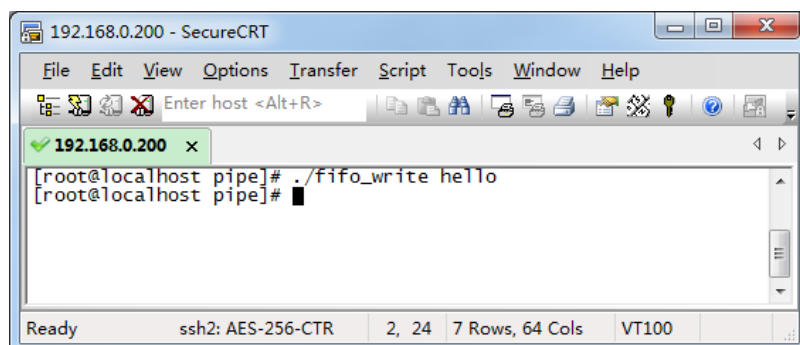 192.168.0.200 - SecureCRT
File Edit View Options Transfer Script Tools Window Help
Enter host <Alt+R>
192.168.0.200 x
[root@localhost pipe]# ./fifo_write hello
[root@localhost pipe]#
Ready ssh2: AES-256-CTR 2, 24 7 Rows, 64 Cols VT100